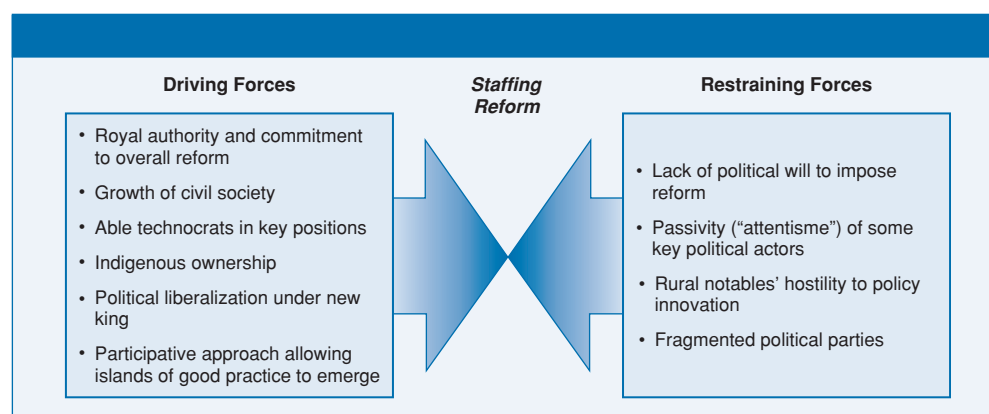 Driving Forces
Staffing
Reform
Restraining Forces
• Royal authority and commitment
to overall reform
• Growth of civil society
• Able technocrats in key positions
• Indigenous ownership
• Political liberalization under new
king
• Participative approach allowing
islands of good practice to emerge
• Lack of political will to impose
reform
• Passivity (“attentisme”) of some
key political actors
• Rural notables’ hostility to policy
innovation
• Fragmented political parties